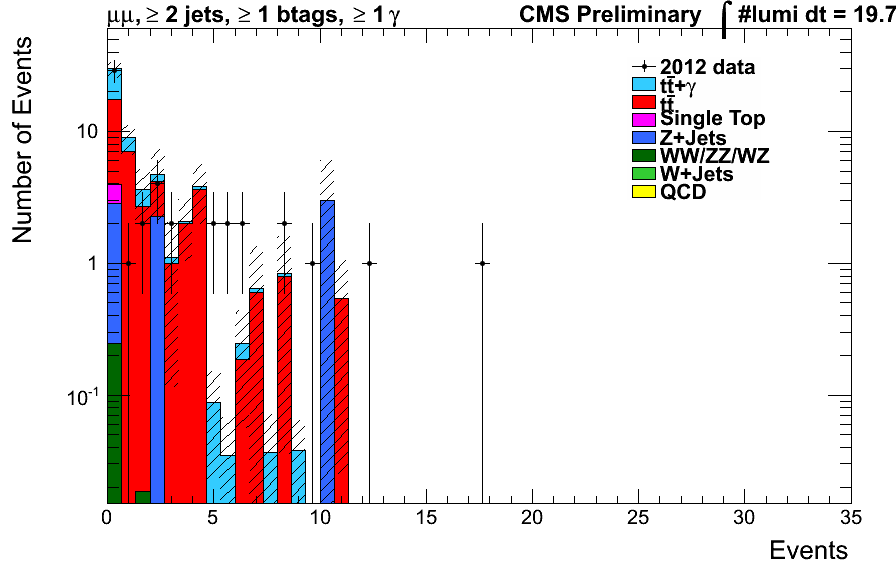 μμ, ≥ 2 jets, ≥ 1 btags, ≥ 1 γ CMS Preliminary ∫ #lumi dt = 19.7
Number of Events
2012 data
tt̄+γ
tt̄
Single Top
Z+Jets
WW/ZZ/WZ
W+Jets
QCD
10
1
10⁻¹
0 5 10 15 20 25 30 35
Events